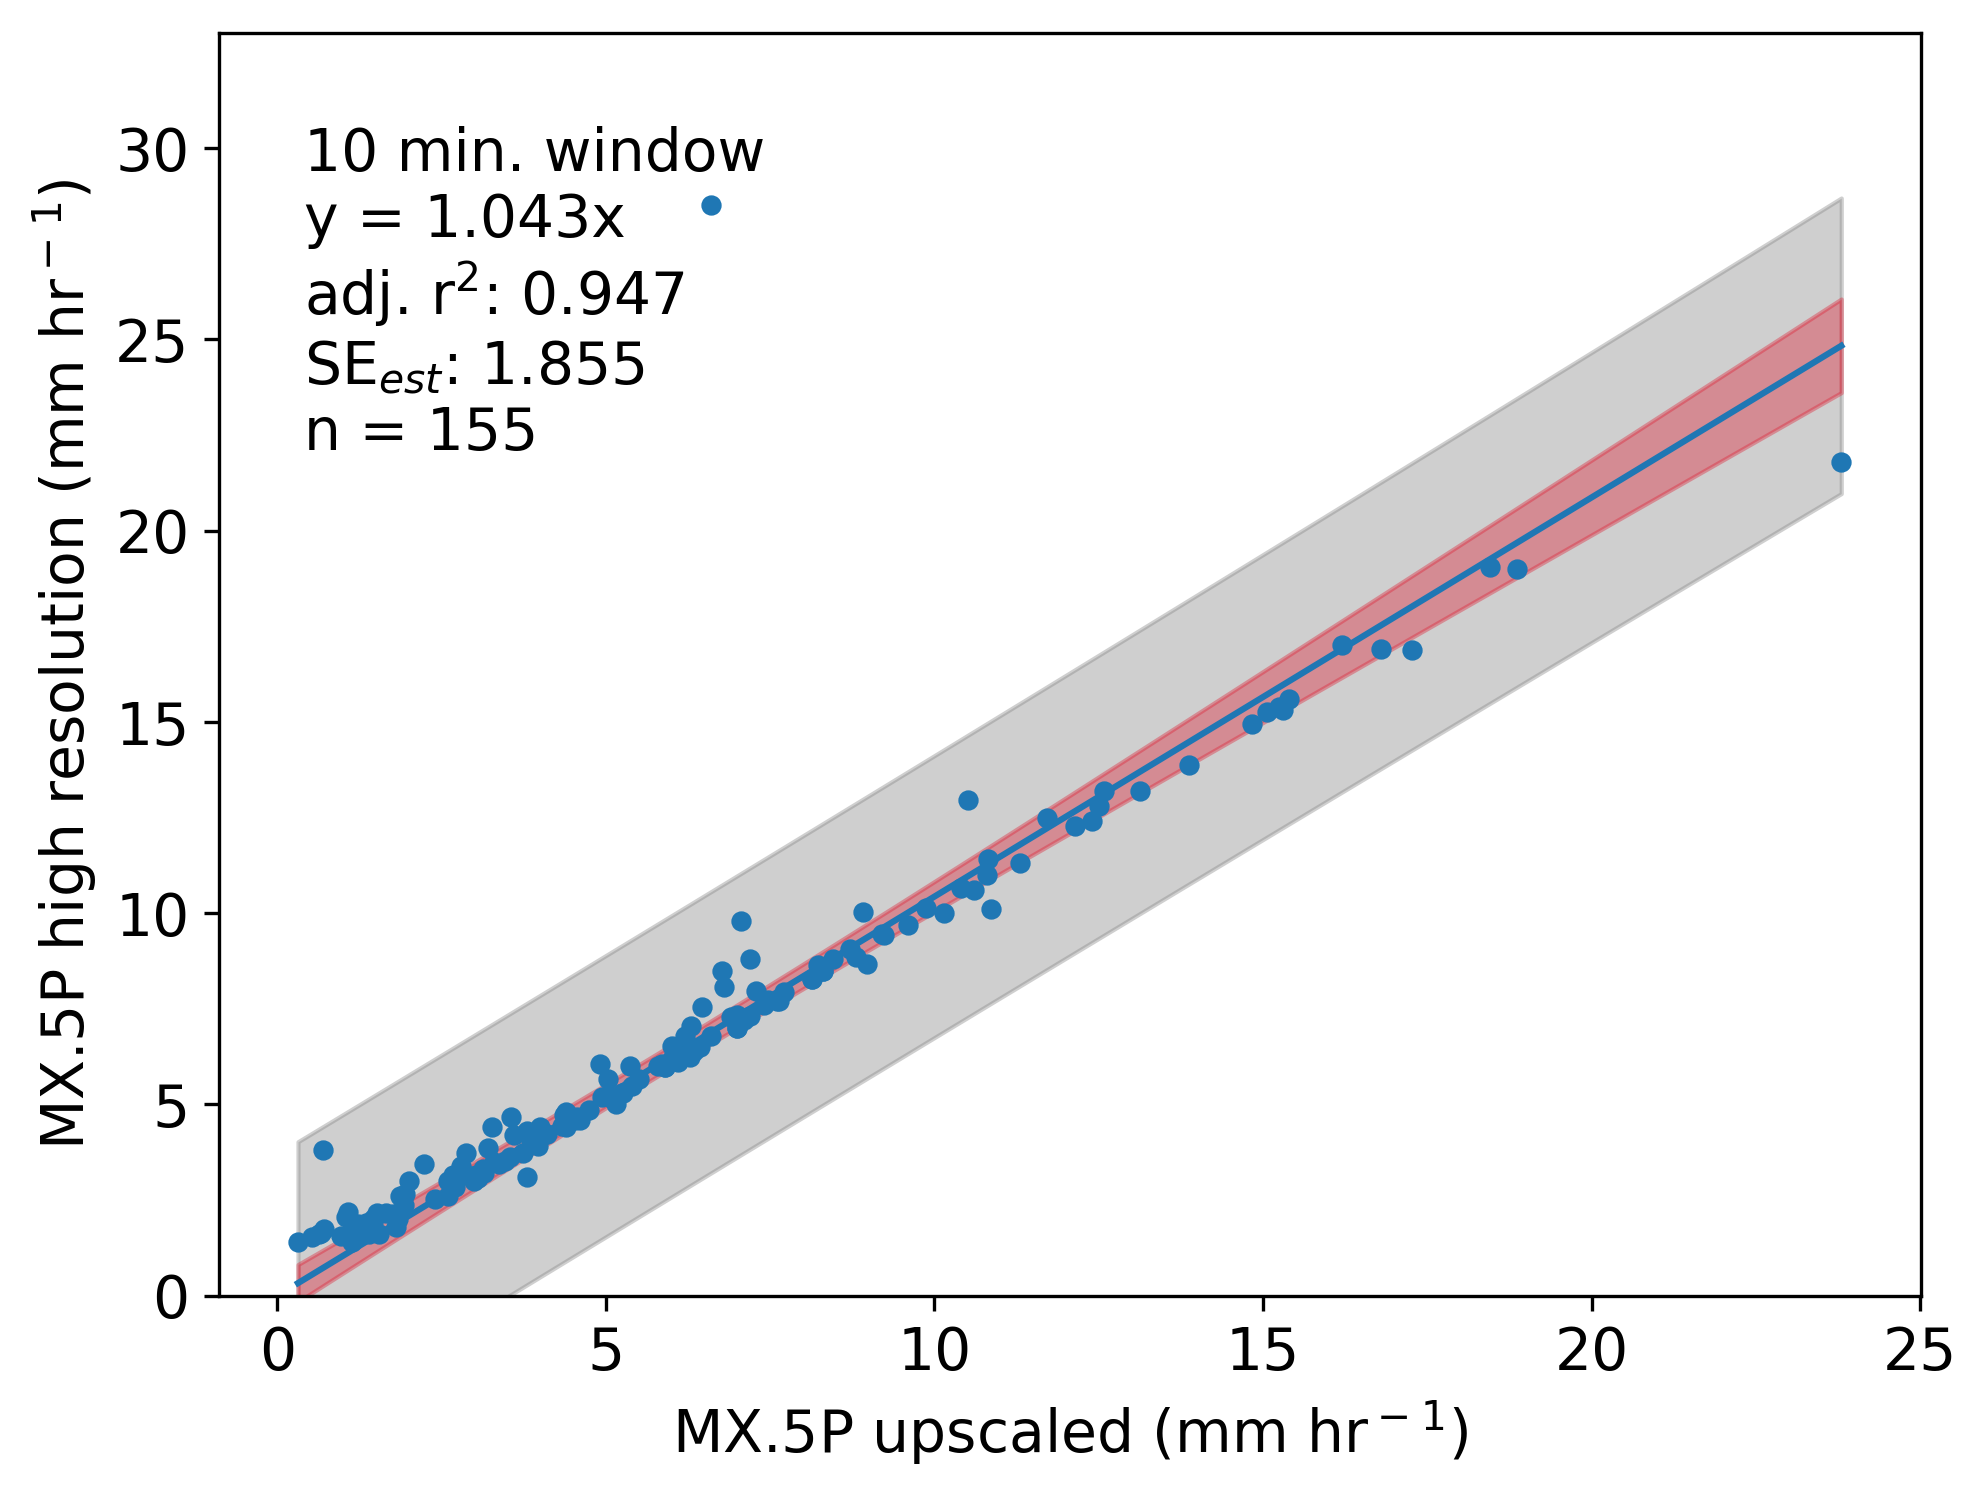 10 min. window
y = 1.043x
adj. r²: 0.947
SEₑₛₜ: 1.855
n = 155
MX.5P high resolution (mm hr⁻¹)
30
25
20
15
10
5
0
0 5 10 15 20 25
MX.5P upscaled (mm hr⁻¹)